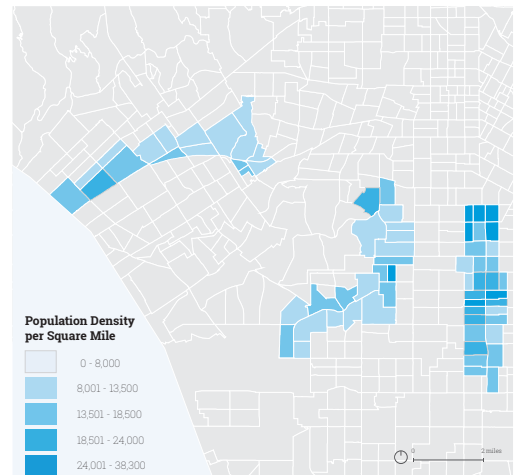 Population Density
per Square Mile
0 - 8,000
8,001 - 13,500
13,501 - 18,500
18,501 - 24,000
24,001 - 38,300
0 2 miles